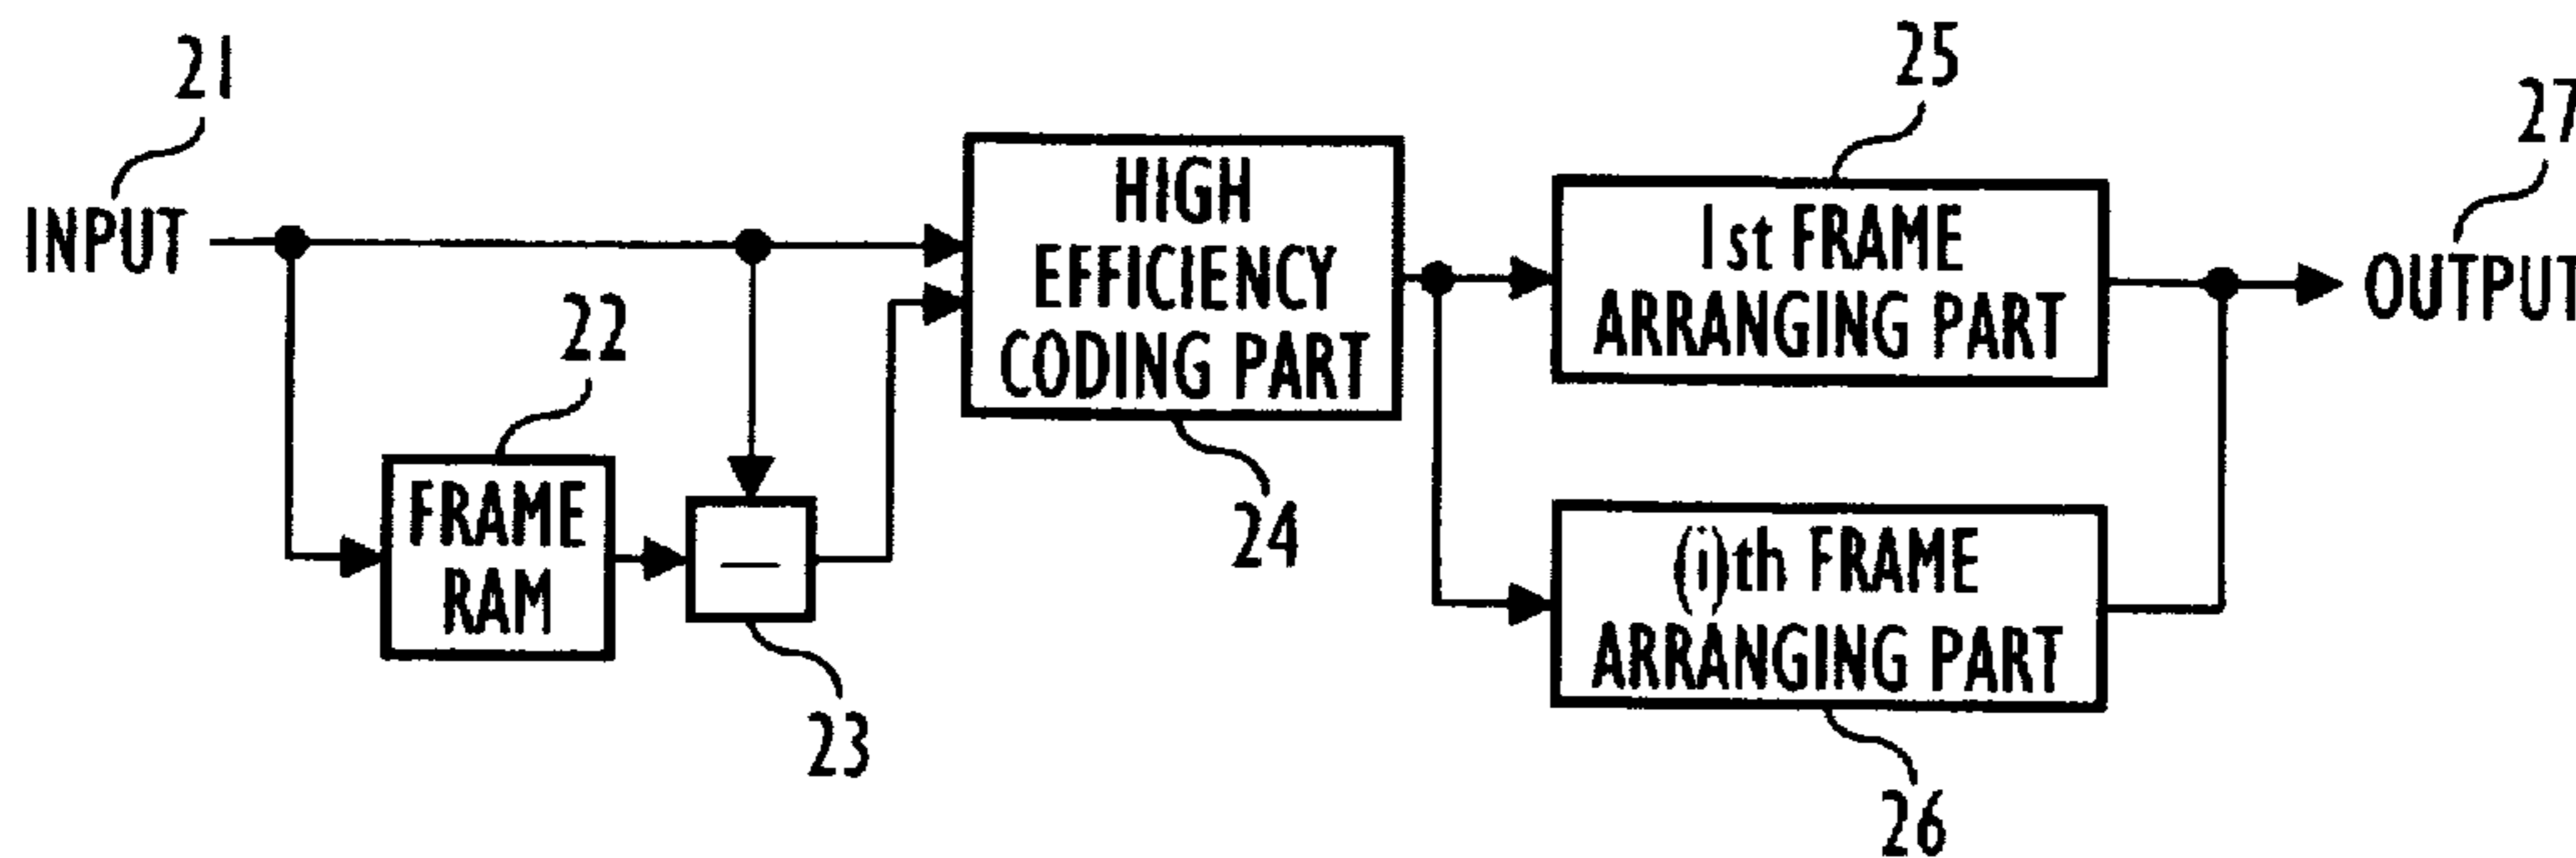 21
INPUT
22
FRAME
RAM
—
23
HIGH
EFFICIENCY
CODING PART
24
25
1st FRAME
ARRANGING PART
(i)th FRAME
ARRANGING PART
26
27
OUTPUT